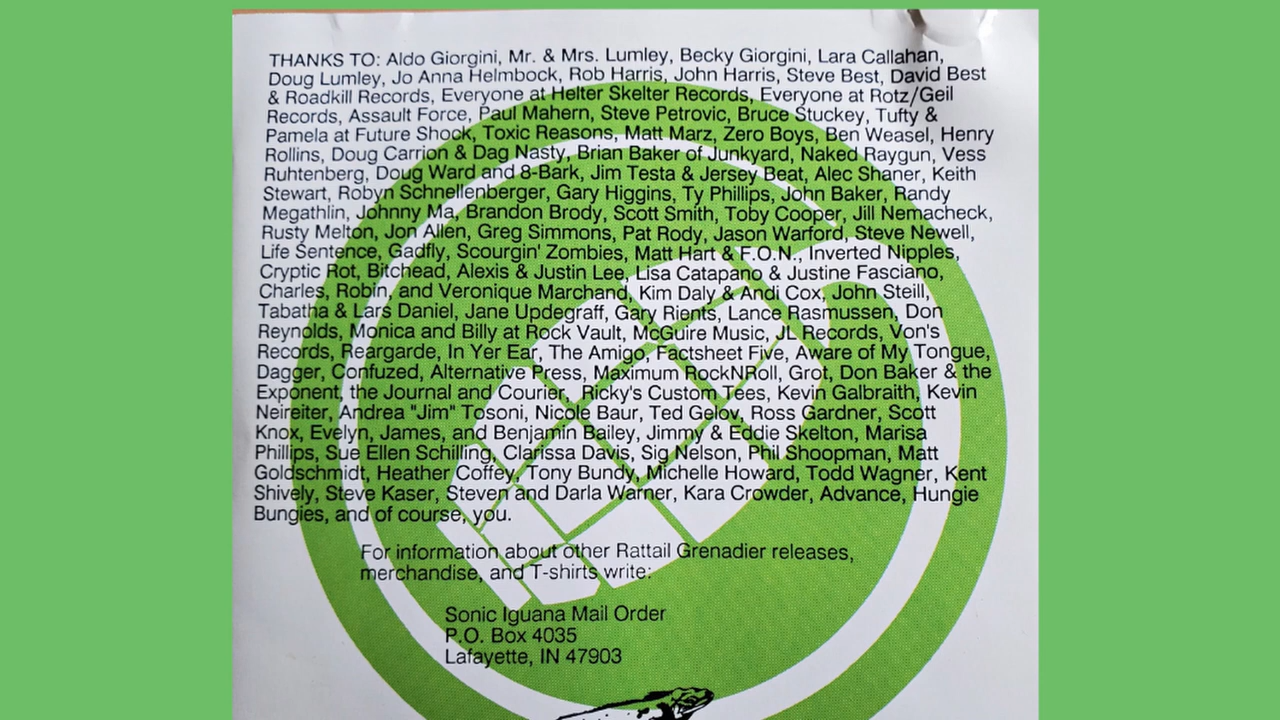 THANKS TO: Aldo Giorgini, Mr. & Mrs. Lumley, Becky Giorgini, Lara Callahan,
Doug Lumley, Jo Anna Helmbock, Rob Harris, John Harris, Steve Best, David Best
& Roadkill Records, Everyone at Helter Skelter Records, Everyone at Rotz/Geil
Records, Assault Force, Paul Mahern, Steve Petrovic, Bruce Stuckey, Tufty &
Pamela at Future Shock, Toxic Reasons, Matt Marz, Zero Boys, Ben Weasel, Henry
Rollins, Doug Carrion & Dag Nasty, Brian Baker of Junkyard, Naked Raygun, Vess
Ruhtenberg, Doug Ward and 8-Bark, Jim Testa & Jersey Beat, Alec Shaner, Keith
Stewart, Robyn Schnellenberger, Gary Higgins, Ty Phillips, John Baker, Randy
Megathlin, Johnny Ma, Brandon Brody, Scott Smith, Toby Cooper, Jill Nemacheck,
Rusty Melton, Jon Allen, Greg Simmons, Pat Rody, Jason Warford, Steve Newell,
Life Sentence, Gadfly, Scourgin' Zombies, Matt Hart & F.O.N., Inverted Nipples,
Cryptic Rot, Bitchead, Alexis & Justin Lee, Lisa Catapano & Justine Fasciano,
Charles, Robin, and Veronique Marchand, Kim Daly & Andi Cox, John Steill,
Tabatha & Lars Daniel, Jane Updegraff, Gary Rients, Lance Rasmussen, Don
Reynolds, Monica and Billy at Rock Vault, McGuire Music, JL Records, Von's
Records, Reargarde, In Yer Ear, The Amigo, Factsheet Five, Aware of My Tongue,
Dagger, Confuzed, Alternative Press, Maximum RockNRoll, Grot, Don Baker & the
Exponent, the Journal and Courier, Ricky's Custom Tees, Kevin Galbraith, Kevin
Neireiter, Andrea "Jim" Tosoni, Nicole Baur, Ted Gelov, Ross Gardner, Scott
Knox, Evelyn, James, and Benjamin Bailey, Jimmy & Eddie Skelton, Marisa
Phillips, Sue Ellen Schilling, Clarissa Davis, Sig Nelson, Phil Shoopman, Matt
Goldschmidt, Heather Coffey, Tony Bundy, Michelle Howard, Todd Wagner, Kent
Shively, Steve Kaser, Steven and Darla Warner, Kara Crowder, Advance, Hungie
Bungies, and of course, you.
For information about other Rattail Grenadier releases,
merchandise, and T-shirts write:
Sonic Iguana Mail Order
P.O. Box 4035
Lafayette, IN 47903